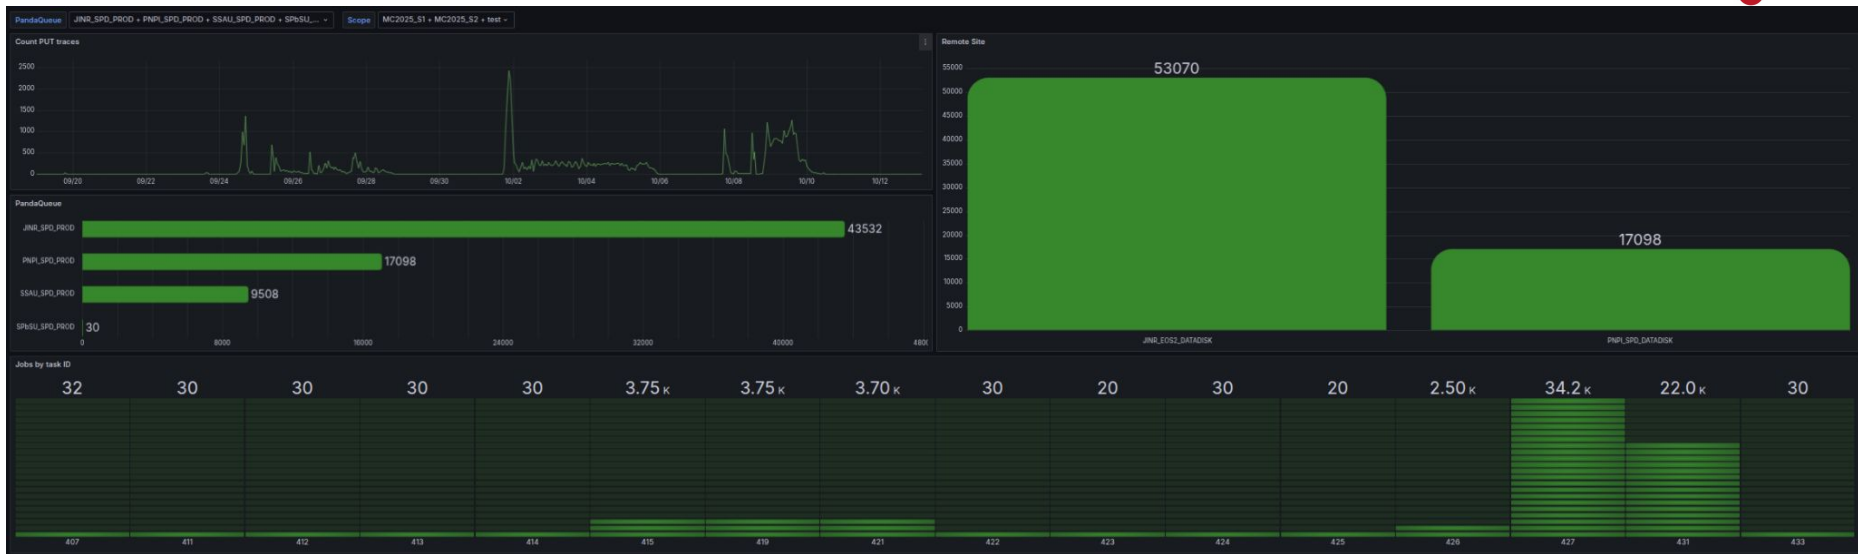 PandaQueue JINR_SPD_PROD + PNPI_SPD_PROD + SSAU_SPD_PROD + SPbSU_... Scope MC2025_S1 + MC2025_S2 + test
Count PUT traces
2500
2000
1500
1000
500
0
09/20 09/22 09/24 09/26 09/28 09/30 10/02 10/04 10/06 10/08 10/10 10/12
PandaQueue
JINR_SPD_PROD 43532
PNPI_SPD_PROD 17098
SSAU_SPD_PROD 9508
SPbSU_SPD_PROD 30
0 8000 16000 24000 32000 40000 480
Remote Site
55000
50000
45000
40000
35000
30000
25000
20000
15000
10000
5000
0
53070
17098
JINR_EOS2_DATADISK PNPI_SPD_DATADISK
Jobs by task ID
32 30 30 30 30 3.75 K 3.75 K 3.70 K 30 20 30 20 2.50 K 34.2 K 22.0 K 30
407 411 412 413 414 415 419 421 422 423 424 425 426 427 431 433